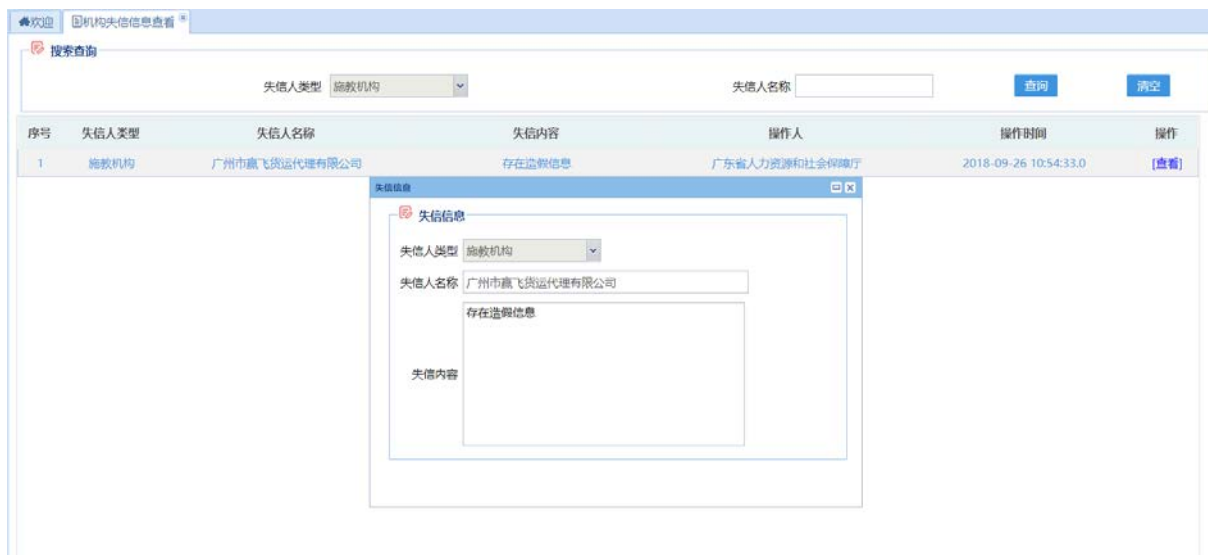 欢迎 机构失信信息查看
搜索查询
失信人类型 施教机构 失信人名称 查询 清空
序号 失信人类型 失信人名称 失信内容 操作人 操作时间 操作
1 施教机构 广州市赢飞货运代理有限公司 存在造假信息 广东省人力资源和社会保障厅 2018-09-26 10:54:33.0 [查看]
失信信息
失信信息
失信人类型 施教机构
失信人名称 广州市赢飞货运代理有限公司
存在造假信息
失信内容